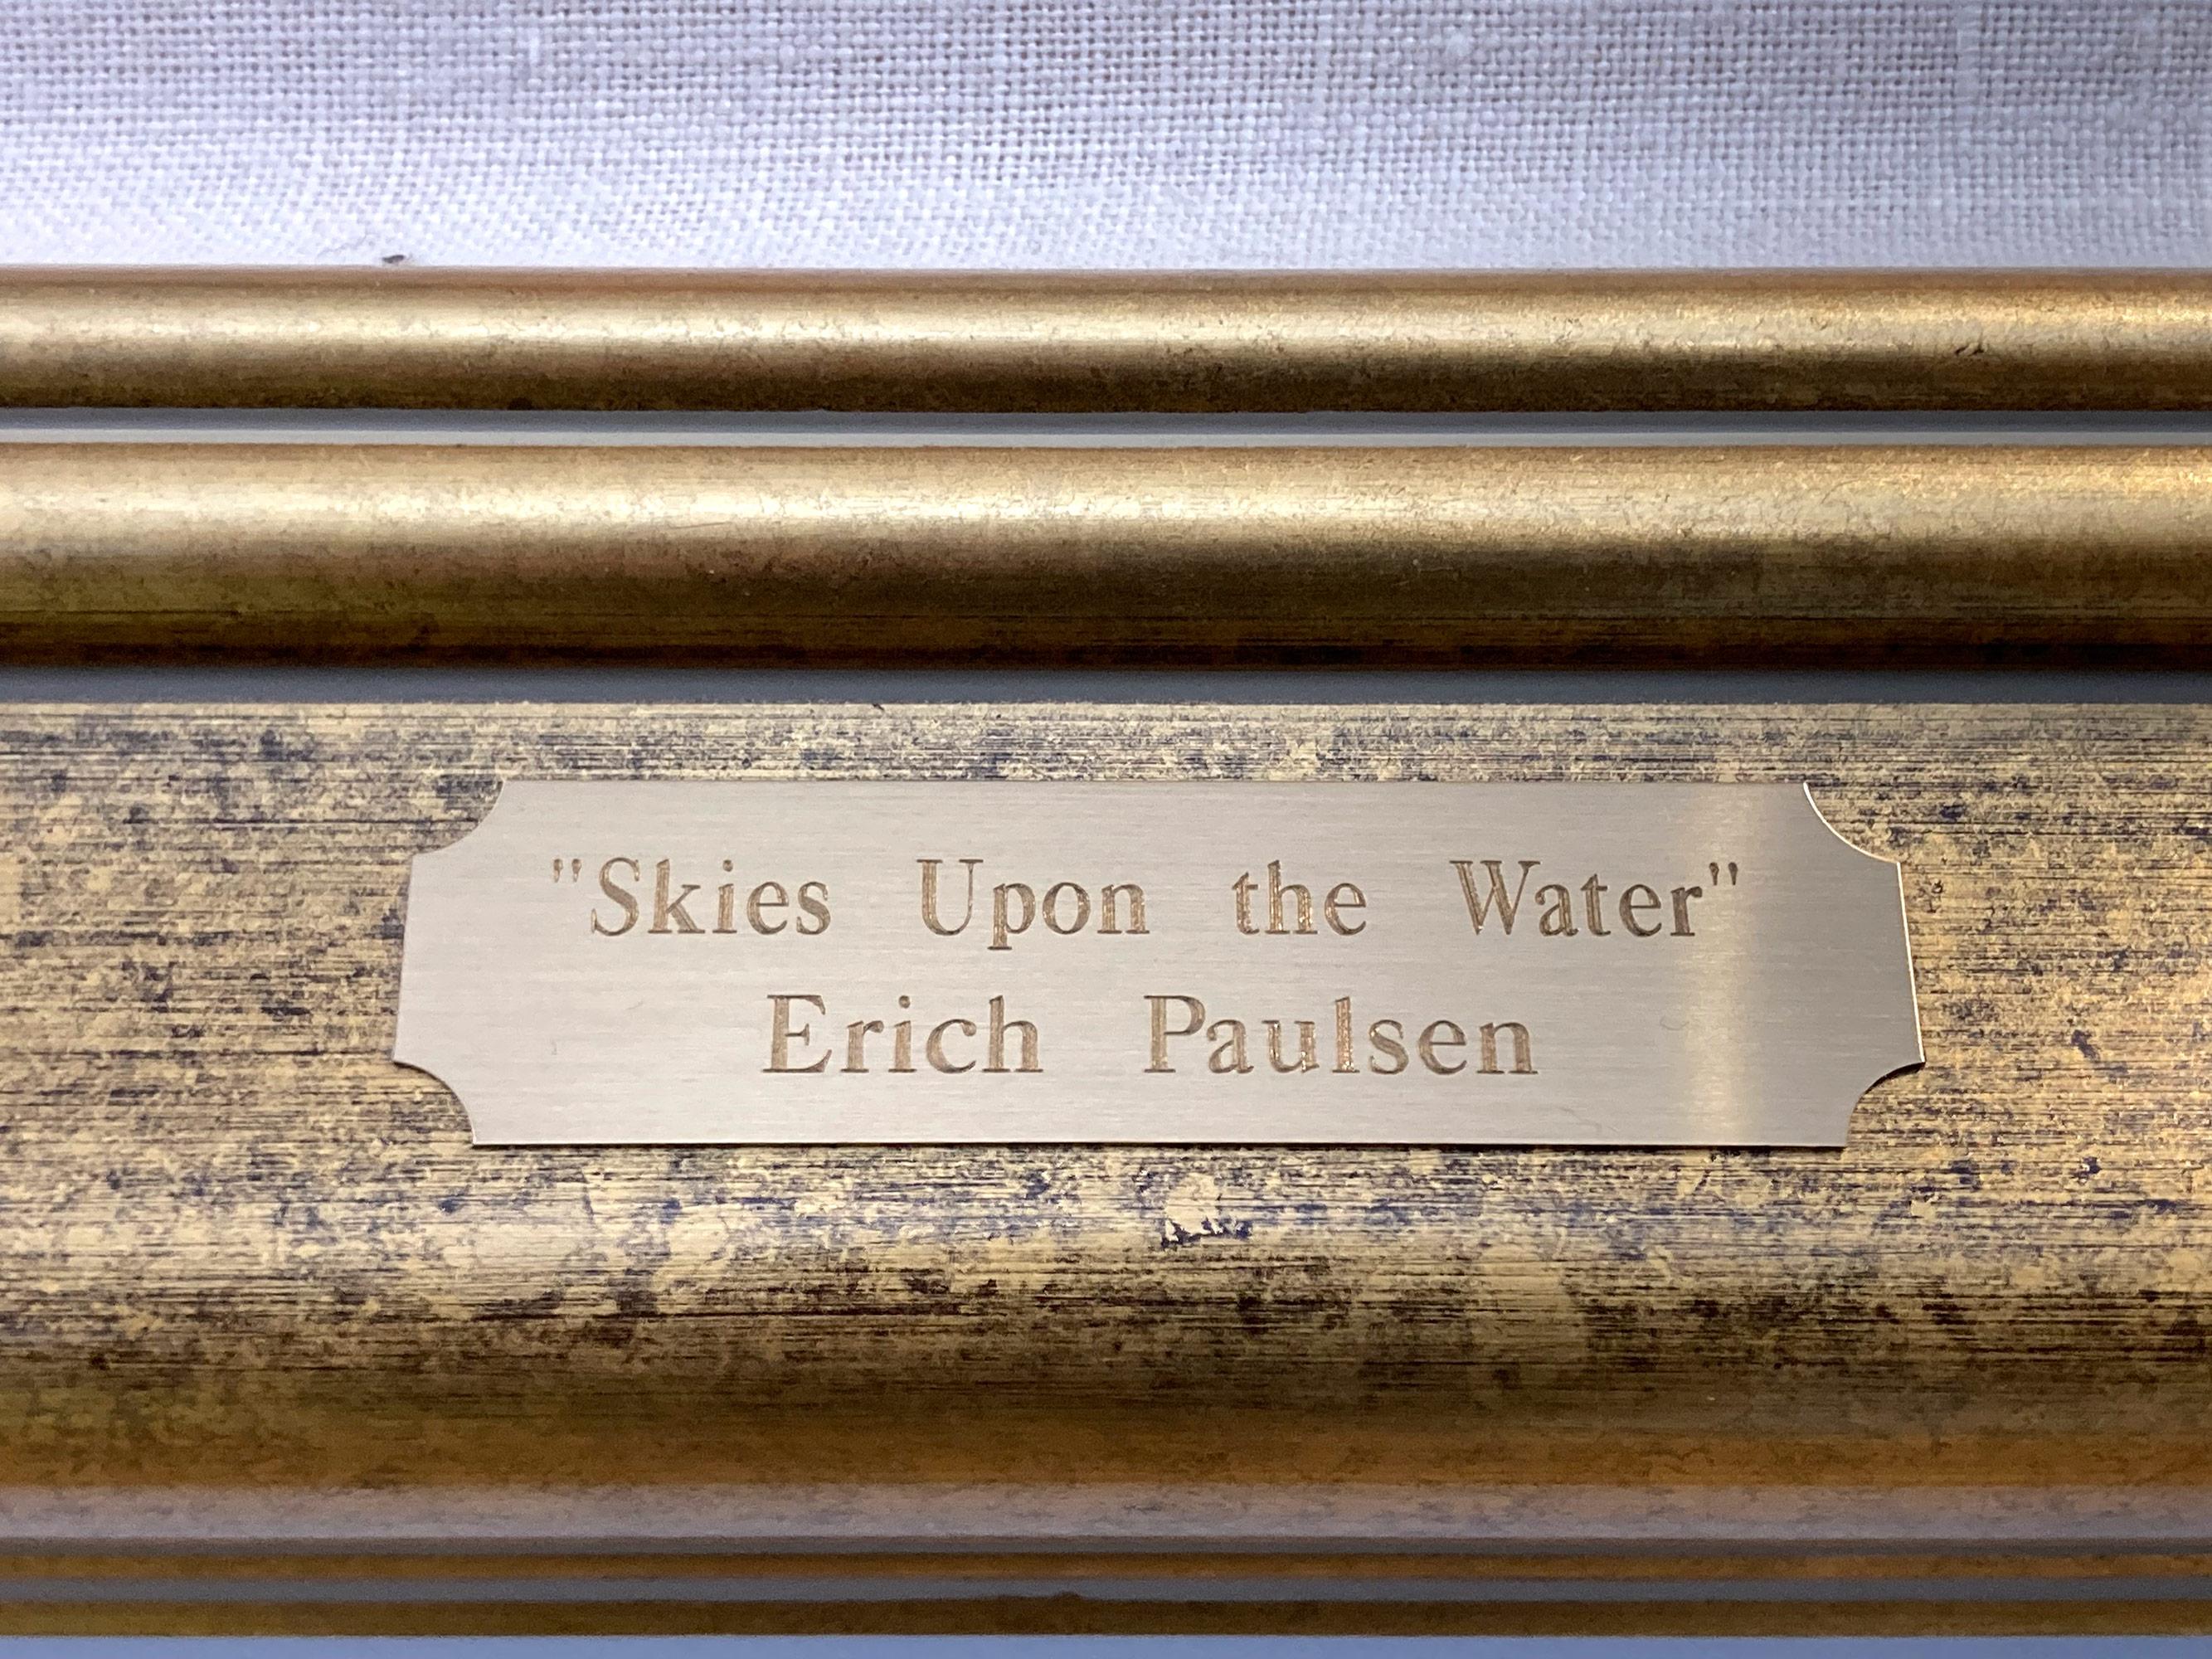 "Skies Upon the Water"
Erich Paulsen